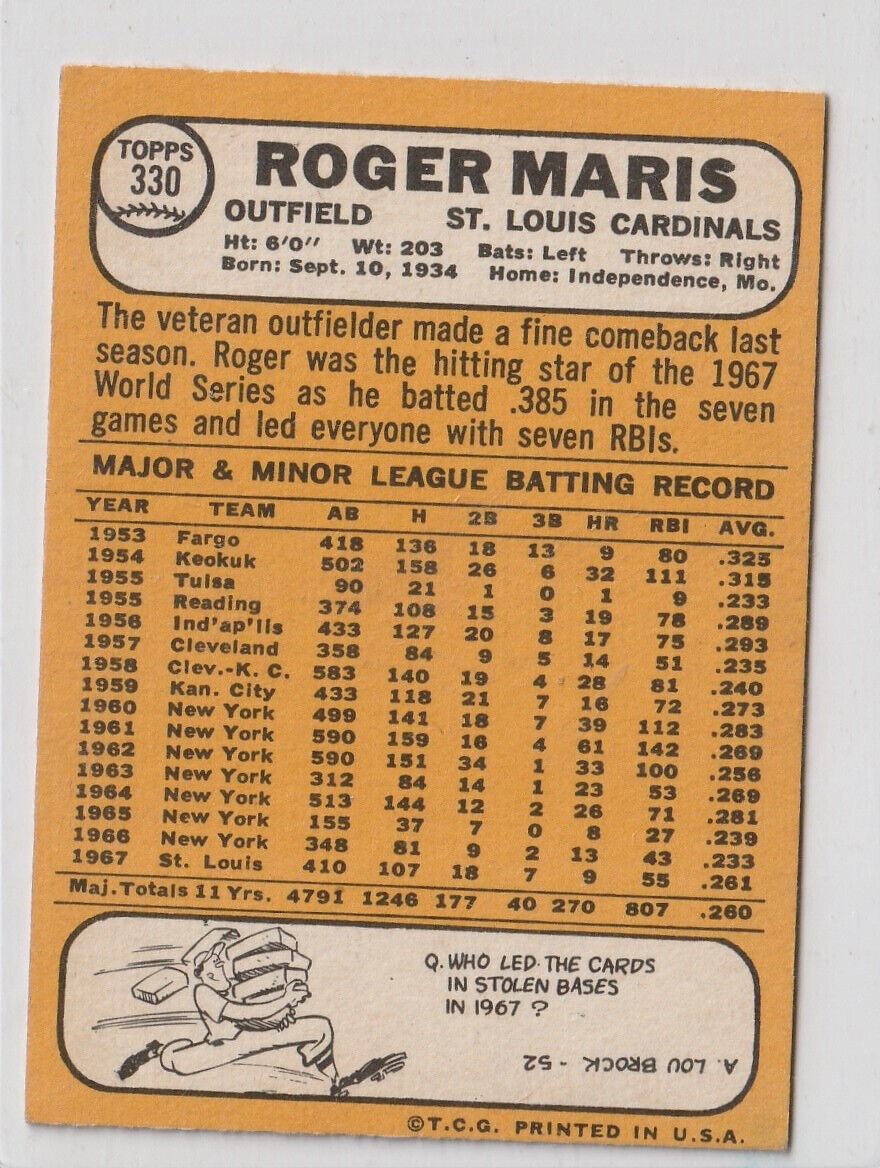 TOPPS
330
ROGER MARIS
OUTFIELD ST. LOUIS CARDINALS
Ht: 6'0" Wt: 203 Bats: Left Throws: Right
Born: Sept. 10, 1934 Home: Independence, Mo.
The veteran outfielder made a fine comeback last
season. Roger was the hitting star of the 1967
World Series as he batted .385 in the seven
games and led everyone with seven RBIs.
MAJOR & MINOR LEAGUE BATTING RECORD
YEAR TEAM AB H 2B 3B HR RBI AVG.
1953 Fargo 418 136 18 13 9 80 .325
1954 Keokuk 502 158 26 6 32 111 .315
1955 Tulsa 90 21 1 0 1 9 .233
1955 Reading 374 108 15 3 19 78 .289
1956 Ind'ap'lis 433 127 20 8 17 75 .293
1957 Cleveland 358 84 9 5 14 51 .235
1958 Clev.-K. C. 583 140 19 4 28 81 .240
1959 Kan. City 433 118 21 7 16 72 .273
1960 New York 499 141 18 7 39 112 .283
1961 New York 590 159 16 4 61 142 .269
1962 New York 590 151 34 1 33 100 .256
1963 New York 312 84 14 1 23 53 .269
1964 New York 513 144 12 2 26 71 .281
1965 New York 155 37 7 0 8 27 .239
1966 New York 348 81 9 2 13 43 .233
1967 St. Louis 410 107 18 7 9 55 .261
Maj. Totals 11 Yrs. 4791 1246 177 40 270 807 .260
Q. WHO LED THE CARDS
IN STOLEN BASES
IN 1967 ?
A. LOU BROCK - 52
©T.C.G. PRINTED IN U.S.A.